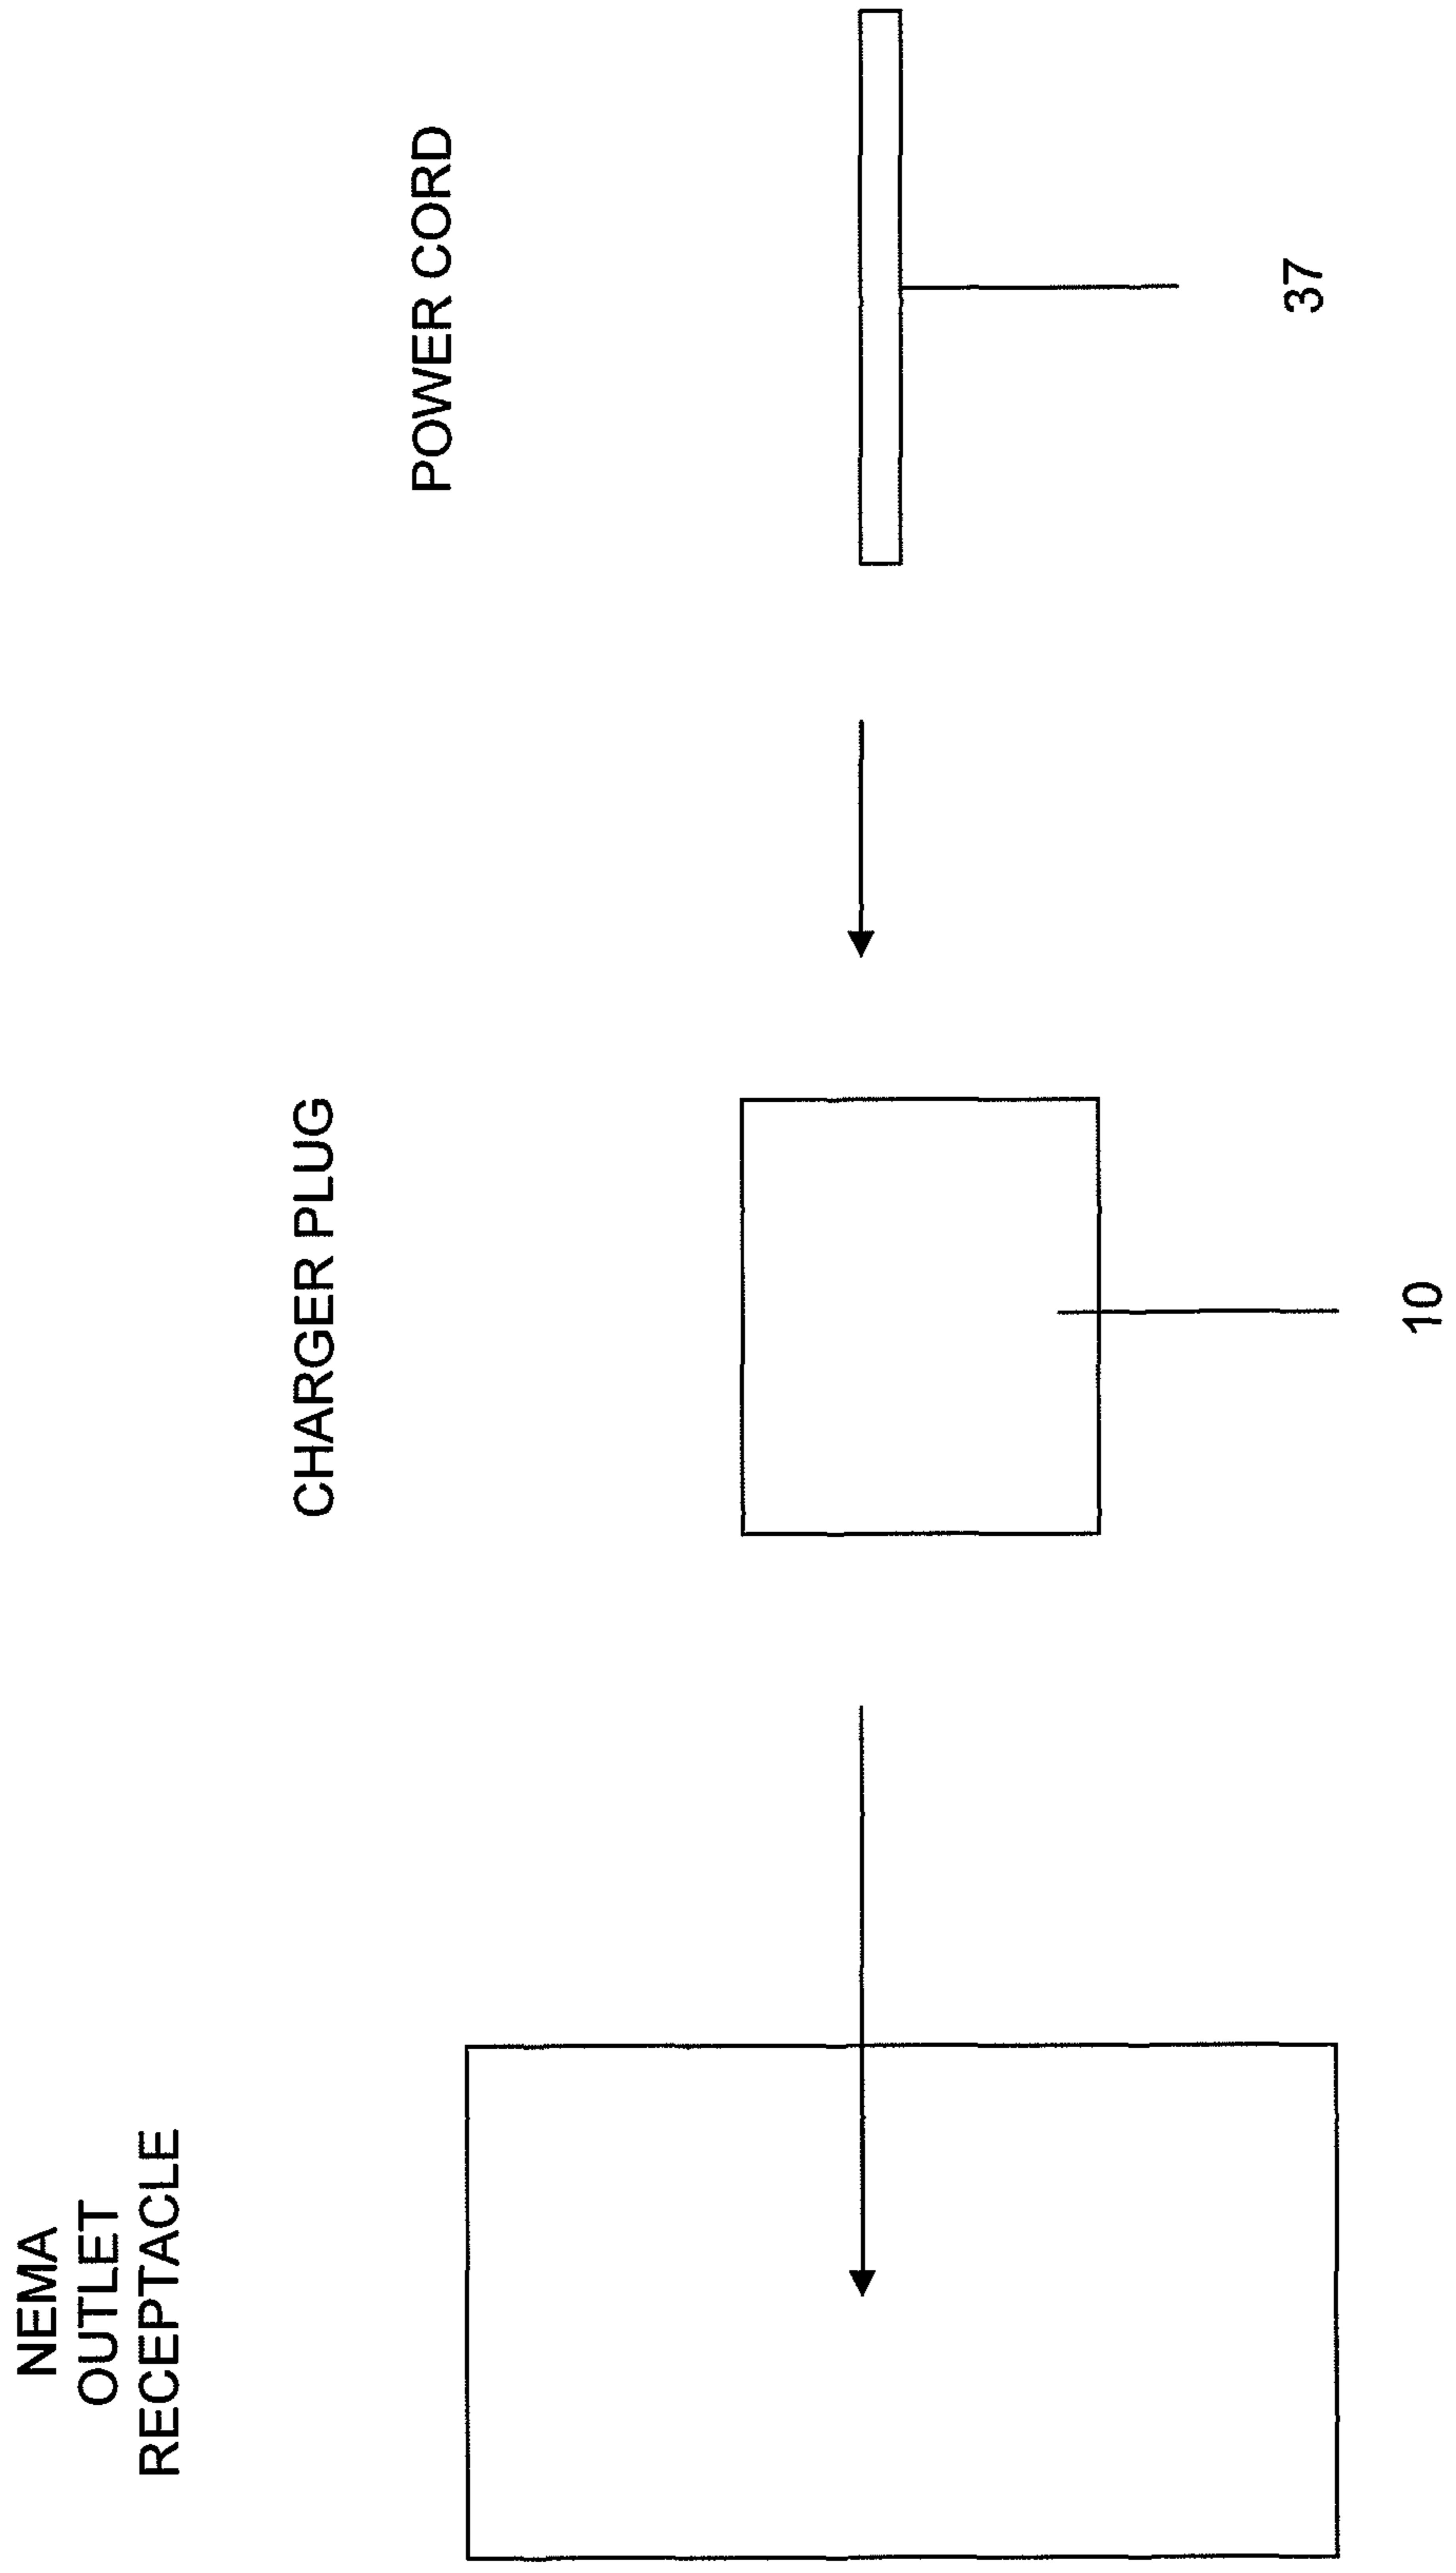 NEMA
OUTLET
RECEPTACLE
CHARGER PLUG
POWER CORD
10
37